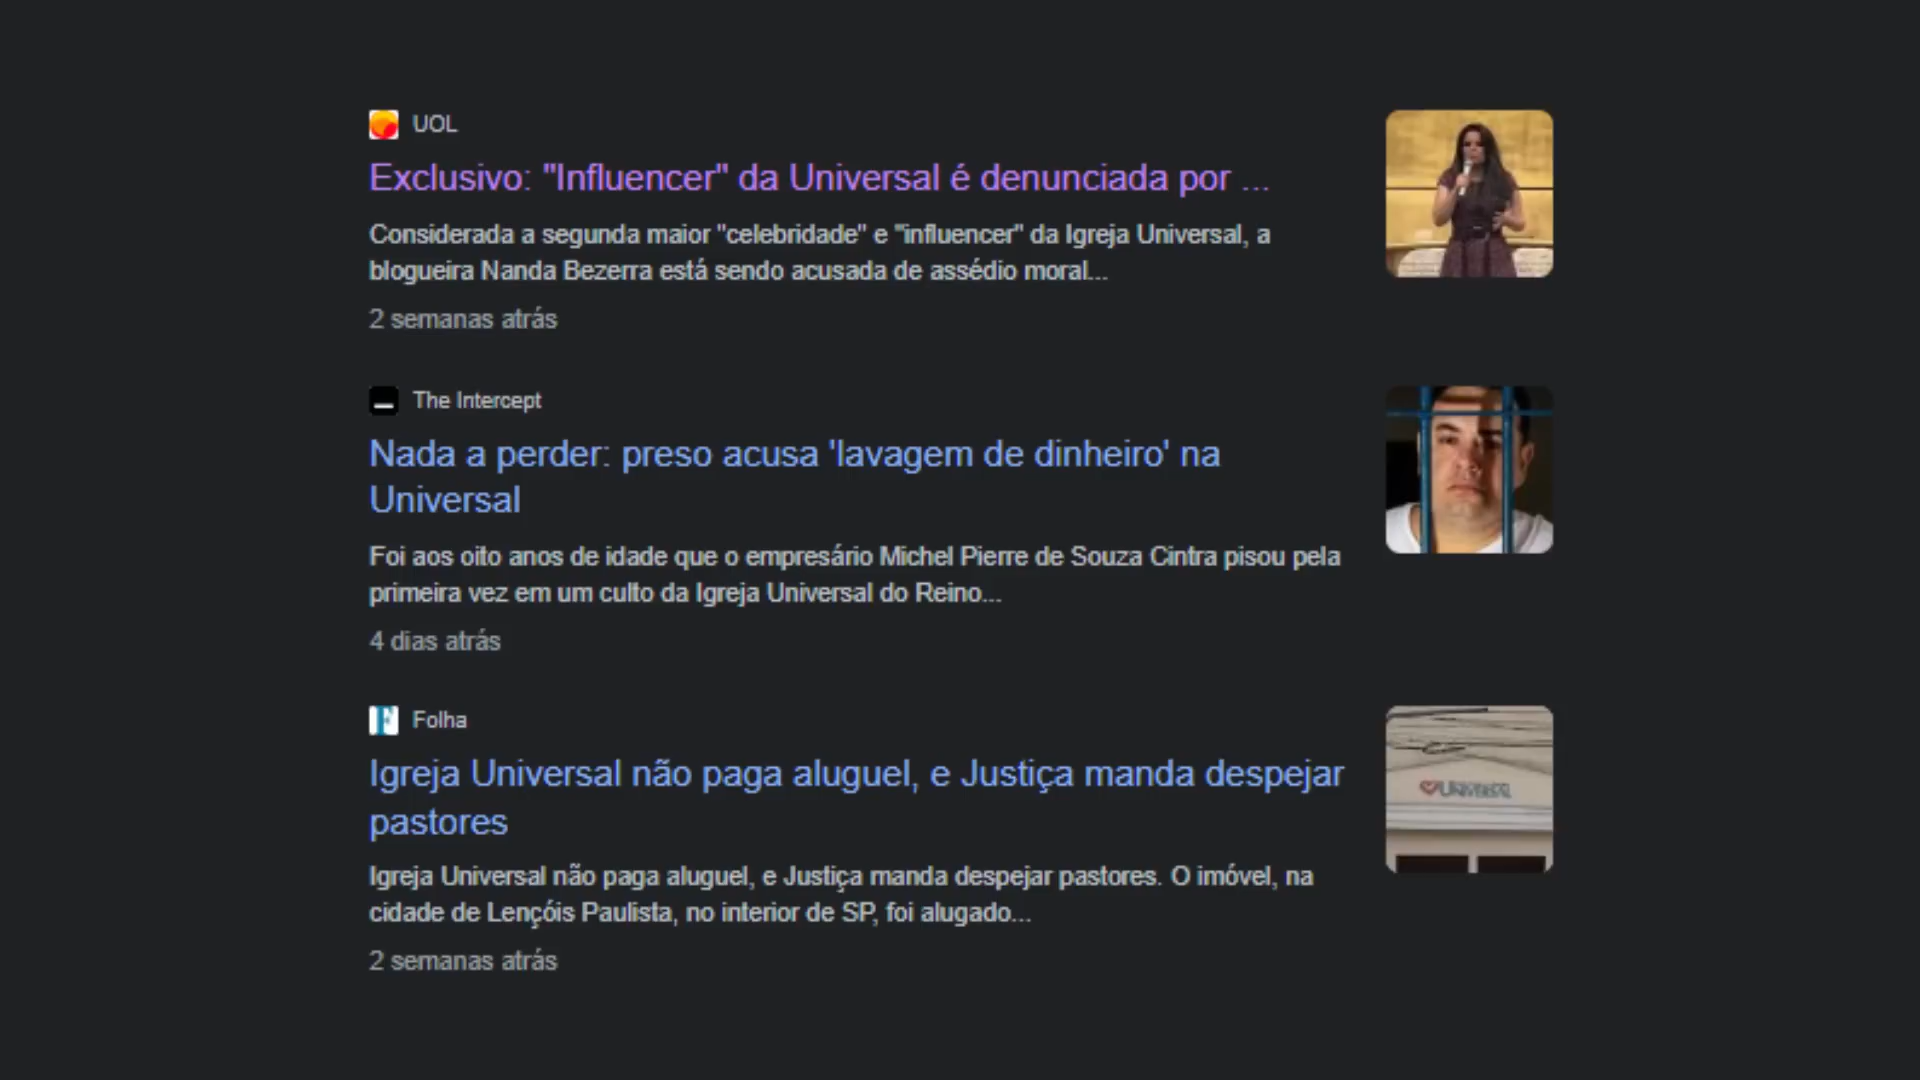 UOL
Exclusivo: "Influencer" da Universal é denunciada por ...
Considerada a segunda maior "celebridade" e "influencer" da Igreja Universal, a
blogueira Nanda Bezerra está sendo acusada de assédio moral...
2 semanas atrás
The Intercept
Nada a perder: preso acusa 'lavagem de dinheiro' na
Universal
Foi aos oito anos de idade que o empresário Michel Pierre de Souza Cintra pisou pela
primeira vez em um culto da Igreja Universal do Reino...
4 dias atrás
F Folha
Igreja Universal não paga aluguel, e Justiça manda despejar
pastores
UNIVERSAL
Igreja Universal não paga aluguel, e Justiça manda despejar pastores. O imóvel, na
cidade de Lençóis Paulista, no interior de SP, foi alugado...
2 semanas atrás